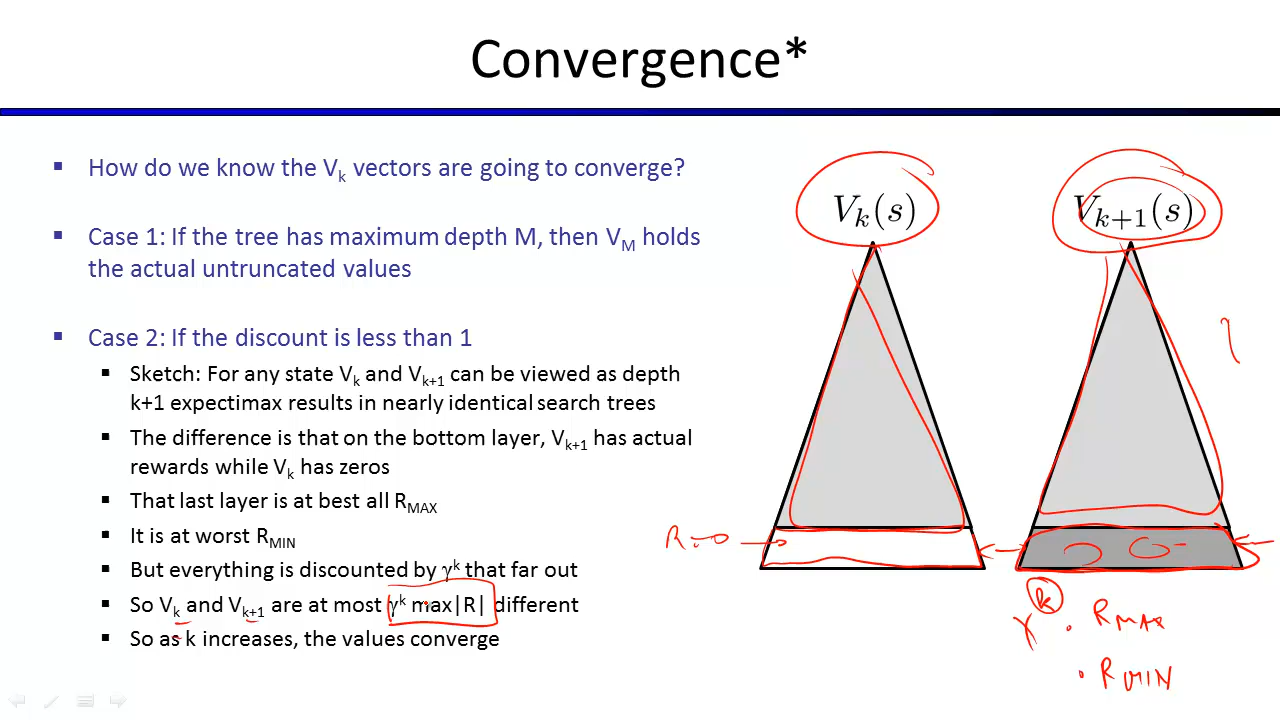 Convergence*
How do we know the Vk vectors are going to converge?
Case 1: If the tree has maximum depth M, then VM holds
the actual untruncated values
Case 2: If the discount is less than 1
Sketch: For any state Vk and Vk+1 can be viewed as depth
k+1 expectimax results in nearly identical search trees
The difference is that on the bottom layer, Vk+1 has actual
rewards while Vk has zeros
That last layer is at best all RMAX
It is at worst RMIN
But everything is discounted by γk that far out
So Vk and Vk+1 are at most γk max|R| different
So as k increases, the values converge
Vk(s)
Vk+1(s)
R=0
γk · RMAX
· RMIN